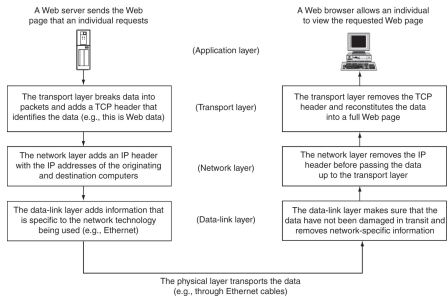 A Web server sends the Web
page that an individual requests
A Web browser allows an individual
to view the requested Web page
(Application layer)
The transport layer breaks data into
packets and adds a TCP header that
identifies the data (e.g., this is Web data)
(Transport layer)
The transport layer removes the TCP
header and reconstitutes the data
into a full Web page
The network layer adds an IP header
with the IP addresses of the originating
and destination computers
(Network layer)
The network layer removes the IP
header before passing the data
up to the transport layer
The data-link layer adds information that
is specific to the network technology
being used (e.g., Ethernet)
(Data-link layer)
The data-link layer makes sure that the
data have not been damaged in transit and
removes network-specific information
The physical layer transports the data
(e.g., through Ethernet cables)